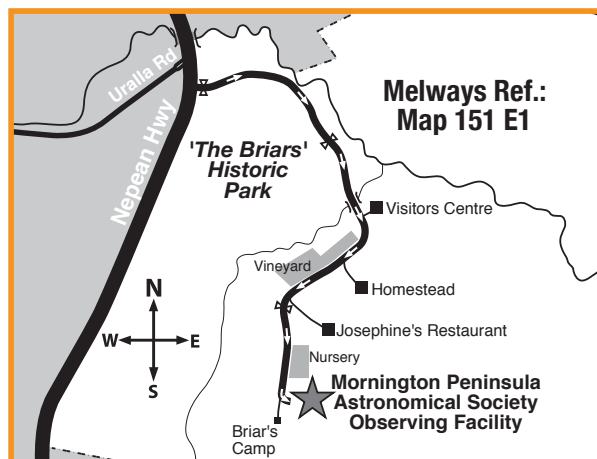 Uralla Rd
Nepean Hwy
Melways Ref.:
Map 151 E1
'The Briars'
Historic
Park
Visitors Centre
Vineyard
Homestead
N
W E
S
Josephine's Restaurant
Nursery
Mornington Peninsula
Astronomical Society
Observing Facility
Briar's
Camp